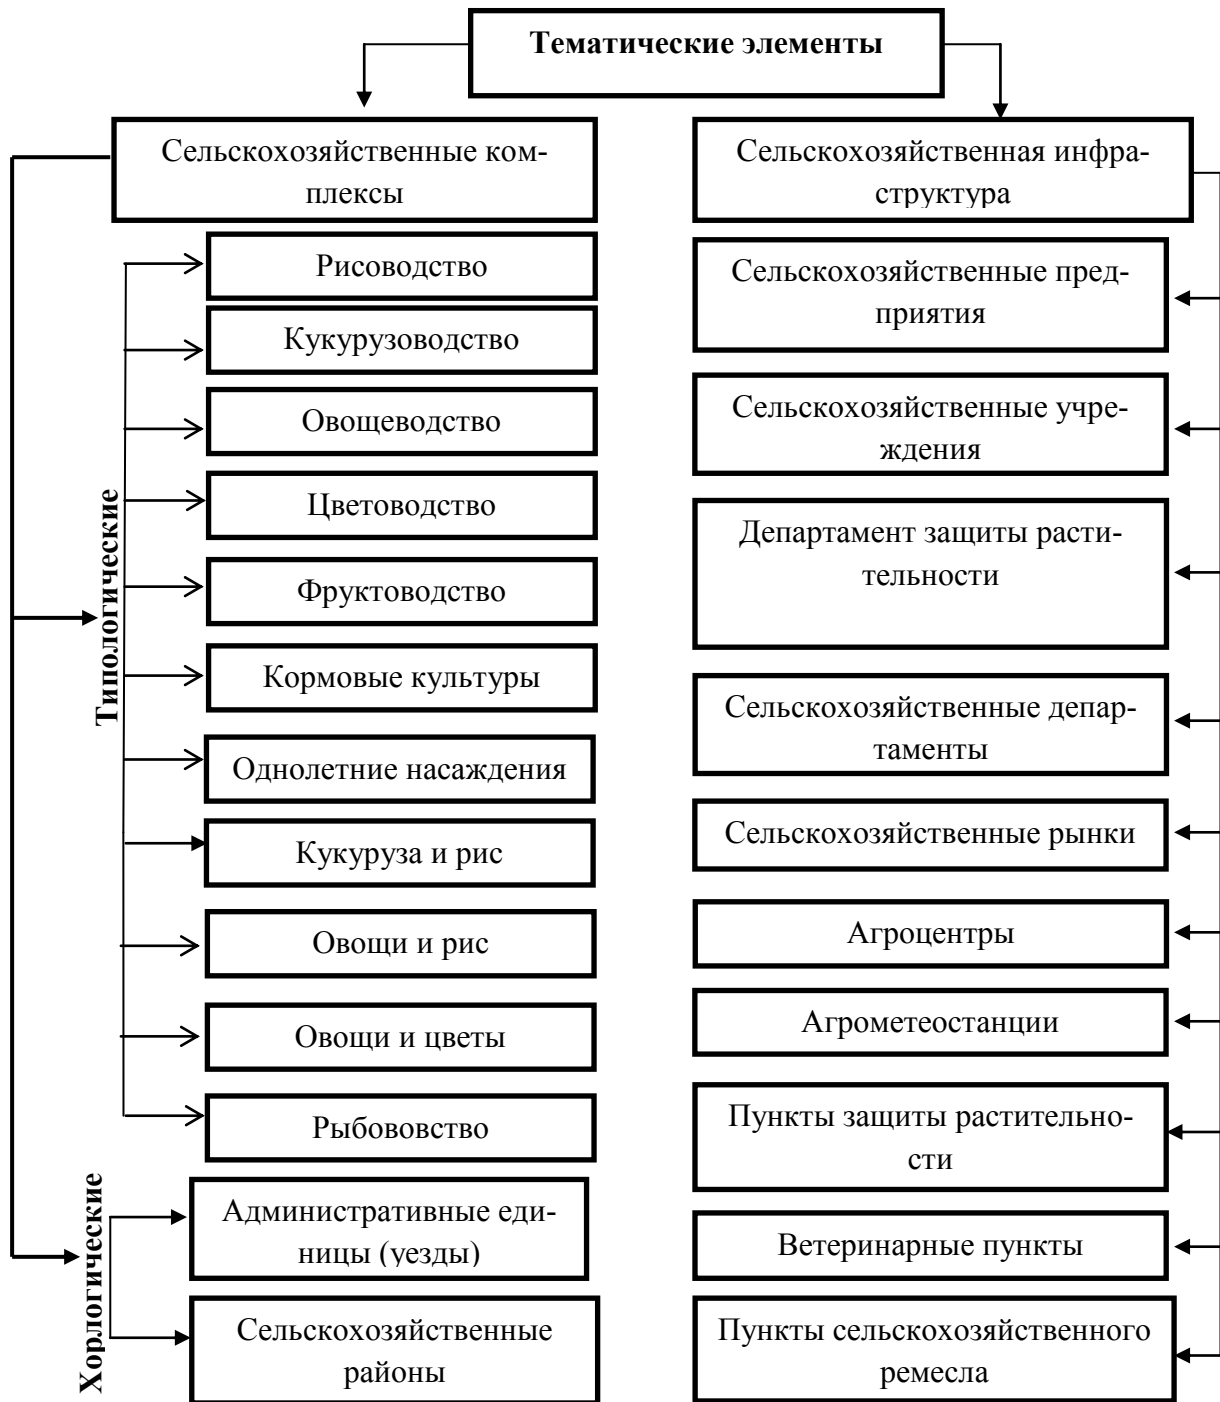 Тематические элементы
Сельскохозяйственные ком-
плексы
Типологические
Рисоводство
Кукурузоводство
Овощеводство
Цветоводство
Фруктоводство
Кормовые культуры
Однолетние насаждения
Кукуруза и рис
Овощи и рис
Овощи и цветы
Рыбововство
Хорлогические
Административные еди-
ницы (уезды)
Сельскохозяйственные
районы
Сельскохозяйственная инфра-
структура
Сельскохозяйственные пред-
приятия
Сельскохозяйственные учре-
ждения
Департамент защиты расти-
тельности
Сельскохозяйственные депар-
таменты
Сельскохозяйственные рынки
Агроцентры
Агрометеостанции
Пункты защиты растительно-
сти
Ветеринарные пункты
Пункты сельскохозяйственного
ремесла